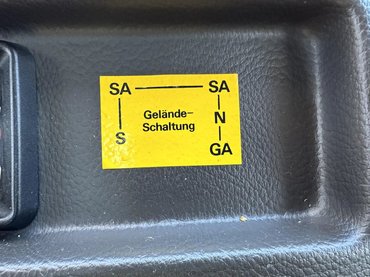 SA SA
Gelände-
Schaltung
N
S
GA